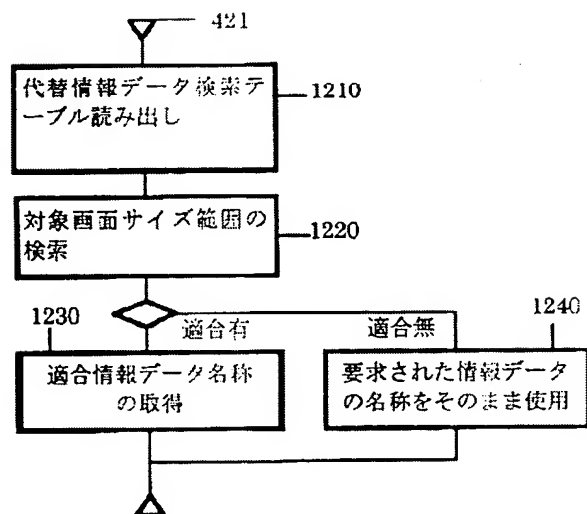 421
代替情報データ検索テ
ーブル読み出し
1210
対象画面サイズ範囲の
検索
1220
1230
適合有
適合無
1240
適合情報データ名称
の取得
要求された情報データ
の名称をそのまま使用